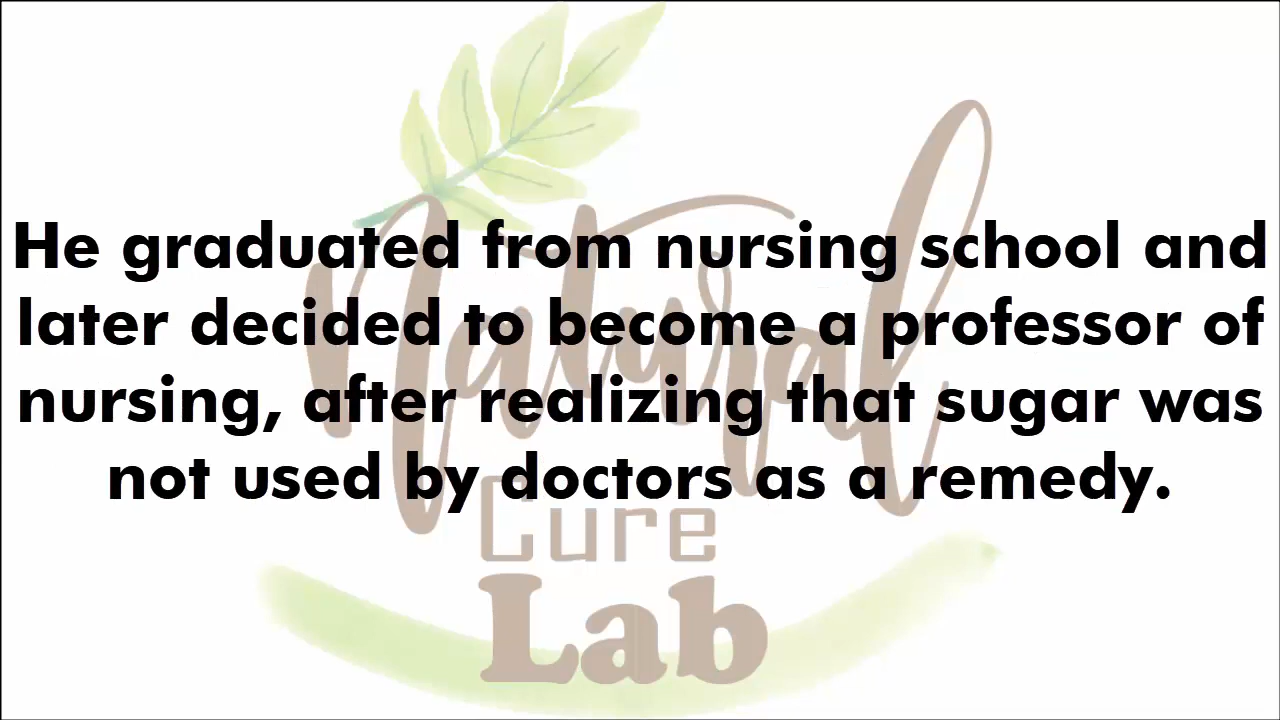 He graduated from nursing school and
later decided to become a professor of
nursing, after realizing that sugar was
not used by doctors as a remedy.
Natural
Cure
Lab